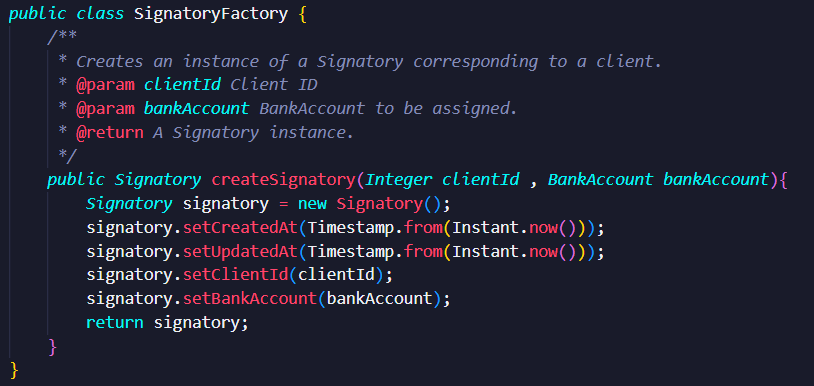 public class SignatoryFactory {
/**
* Creates an instance of a Signatory corresponding to a client.
* @param clientId Client ID
* @param bankAccount BankAccount to be assigned.
* @return A Signatory instance.
*/
public Signatory createSignatory(Integer clientId , BankAccount bankAccount){
Signatory signatory = new Signatory();
signatory.setCreatedAt(Timestamp.from(Instant.now()));
signatory.setUpdatedAt(Timestamp.from(Instant.now()));
signatory.setClientId(clientId);
signatory.setBankAccount(bankAccount);
return signatory;
}
}